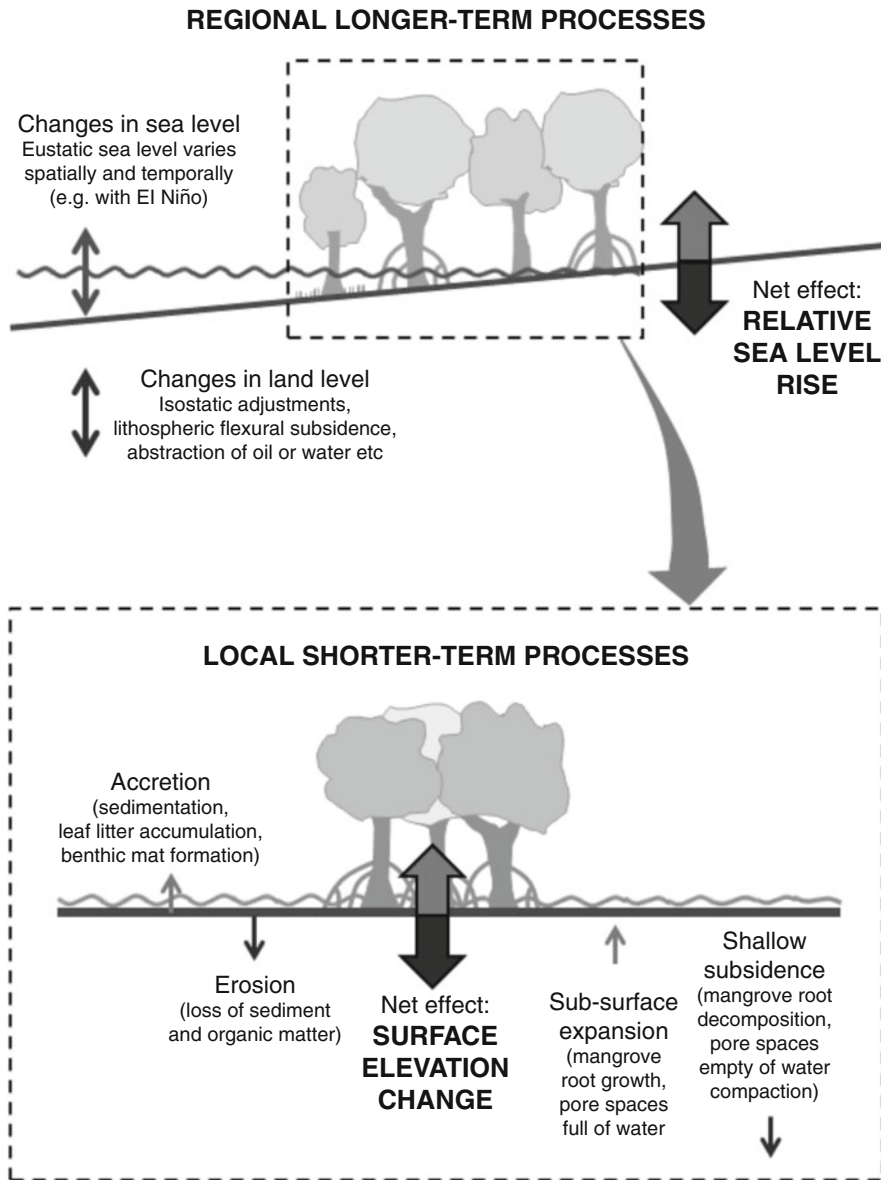 REGIONAL LONGER-TERM PROCESSES
Changes in sea level
Eustatic sea level varies
spatially and temporally
(e.g. with El Niño)
Net effect:
RELATIVE
SEA LEVEL
RISE
Changes in land level
Isostatic adjustments,
lithospheric flexural subsidence,
abstraction of oil or water etc
LOCAL SHORTER-TERM PROCESSES
Accretion
(sedimentation,
leaf litter accumulation,
benthic mat formation)
Erosion
(loss of sediment
and organic matter)
Net effect:
SURFACE
ELEVATION
CHANGE
Sub-surface
expansion
(mangrove
root growth,
pore spaces
full of water
Shallow
subsidence
(mangrove root
decomposition,
pore spaces
empty of water
compaction)